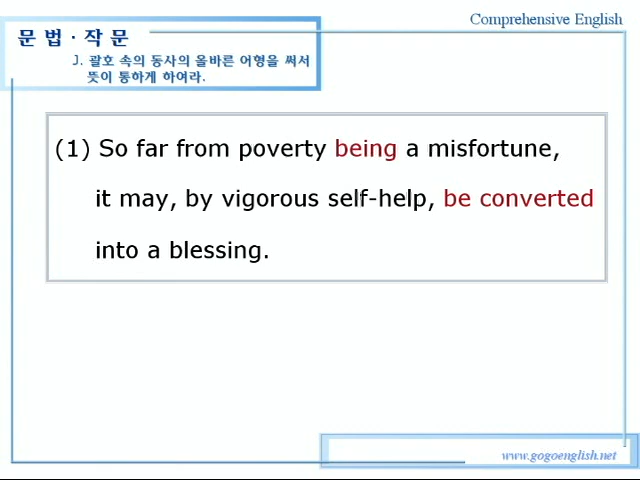 Comprehensive English
문 법 · 작 문
J. 괄호 속의 동사의 올바른 어형을 써서
뜻이 통하게 하여라.
(1) So far from poverty being a misfortune,
it may, by vigorous self-help, be converted
into a blessing.
www.gogoenglish.net